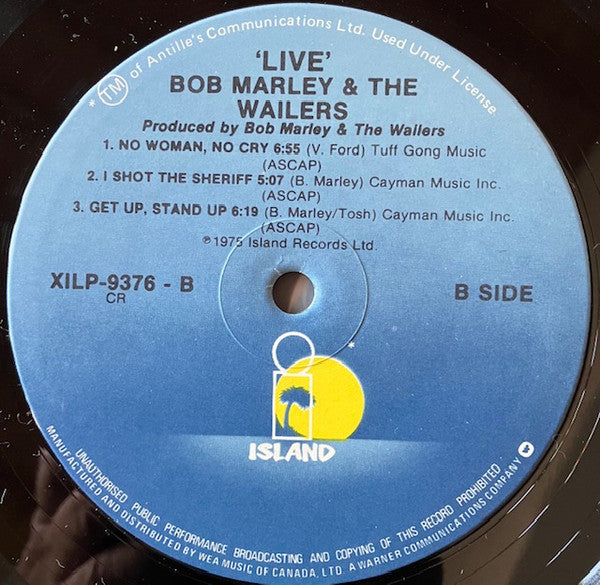 * TM of Antille's Communications Ltd. Used Under License
'LIVE'
BOB MARLEY & THE
WAILERS
Produced by Bob Marley & The Wailers
1. NO WOMAN, NO CRY 6:55 (V. Ford) Tuff Gong Music
(ASCAP)
2. I SHOT THE SHERIFF 5:07 (B. Marley) Cayman Music Inc.
(ASCAP)
3. GET UP, STAND UP 6:19 (B. Marley/Tosh) Cayman Music Inc.
(ASCAP)
℗1975 Island Records Ltd.
XILP-9376 - B
CR
B SIDE
*
ISLAND
UNAUTHORISED PUBLIC PERFORMANCE BROADCASTING AND COPYING OF THIS RECORD PROHIBITED
MANUFACTURED AND DISTRIBUTED BY WEA MUSIC OF CANADA, LTD. A WARNER COMMUNICATIONS COMPANY